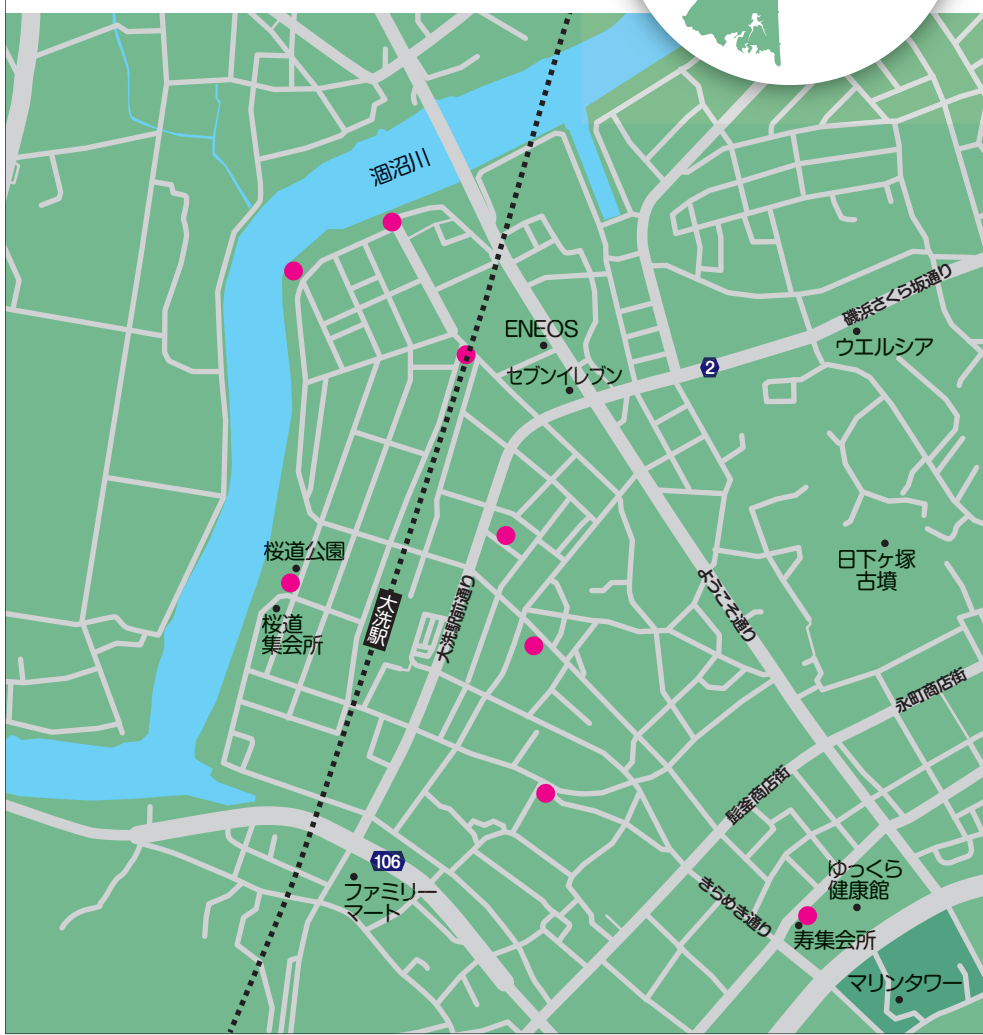 涸沼川
磯浜さくら坂通り
ENEOS
ウエルシア
2
セブンイレブン
桜道公園
日下ヶ塚
古墳
大洗駅
大洗駅前通り
ようこそ通り
桜道
集会所
永町商店街
髭釜商店街
106
ファミリー
マート
ゆっくら
健康館
きらめき通り
寿集会所
マリンタワー